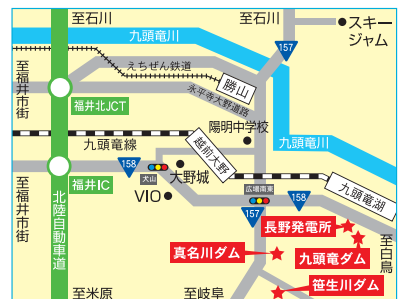 至石川
至石川
スキー
ジャム
九頭竜川
157
至福井市街
えちぜん鉄道
勝山
永平寺大野道路
福井北JCT
陽明中学校
九頭竜川
九頭竜線
越前大野
158
大野城
九頭竜湖
福井IC
犬山
広場南東
158
VIO
157
至福井市街
北陸自動車道
長野発電所
至白鳥
真名川ダム
九頭竜ダム
笹生川ダム
至米原
至岐阜